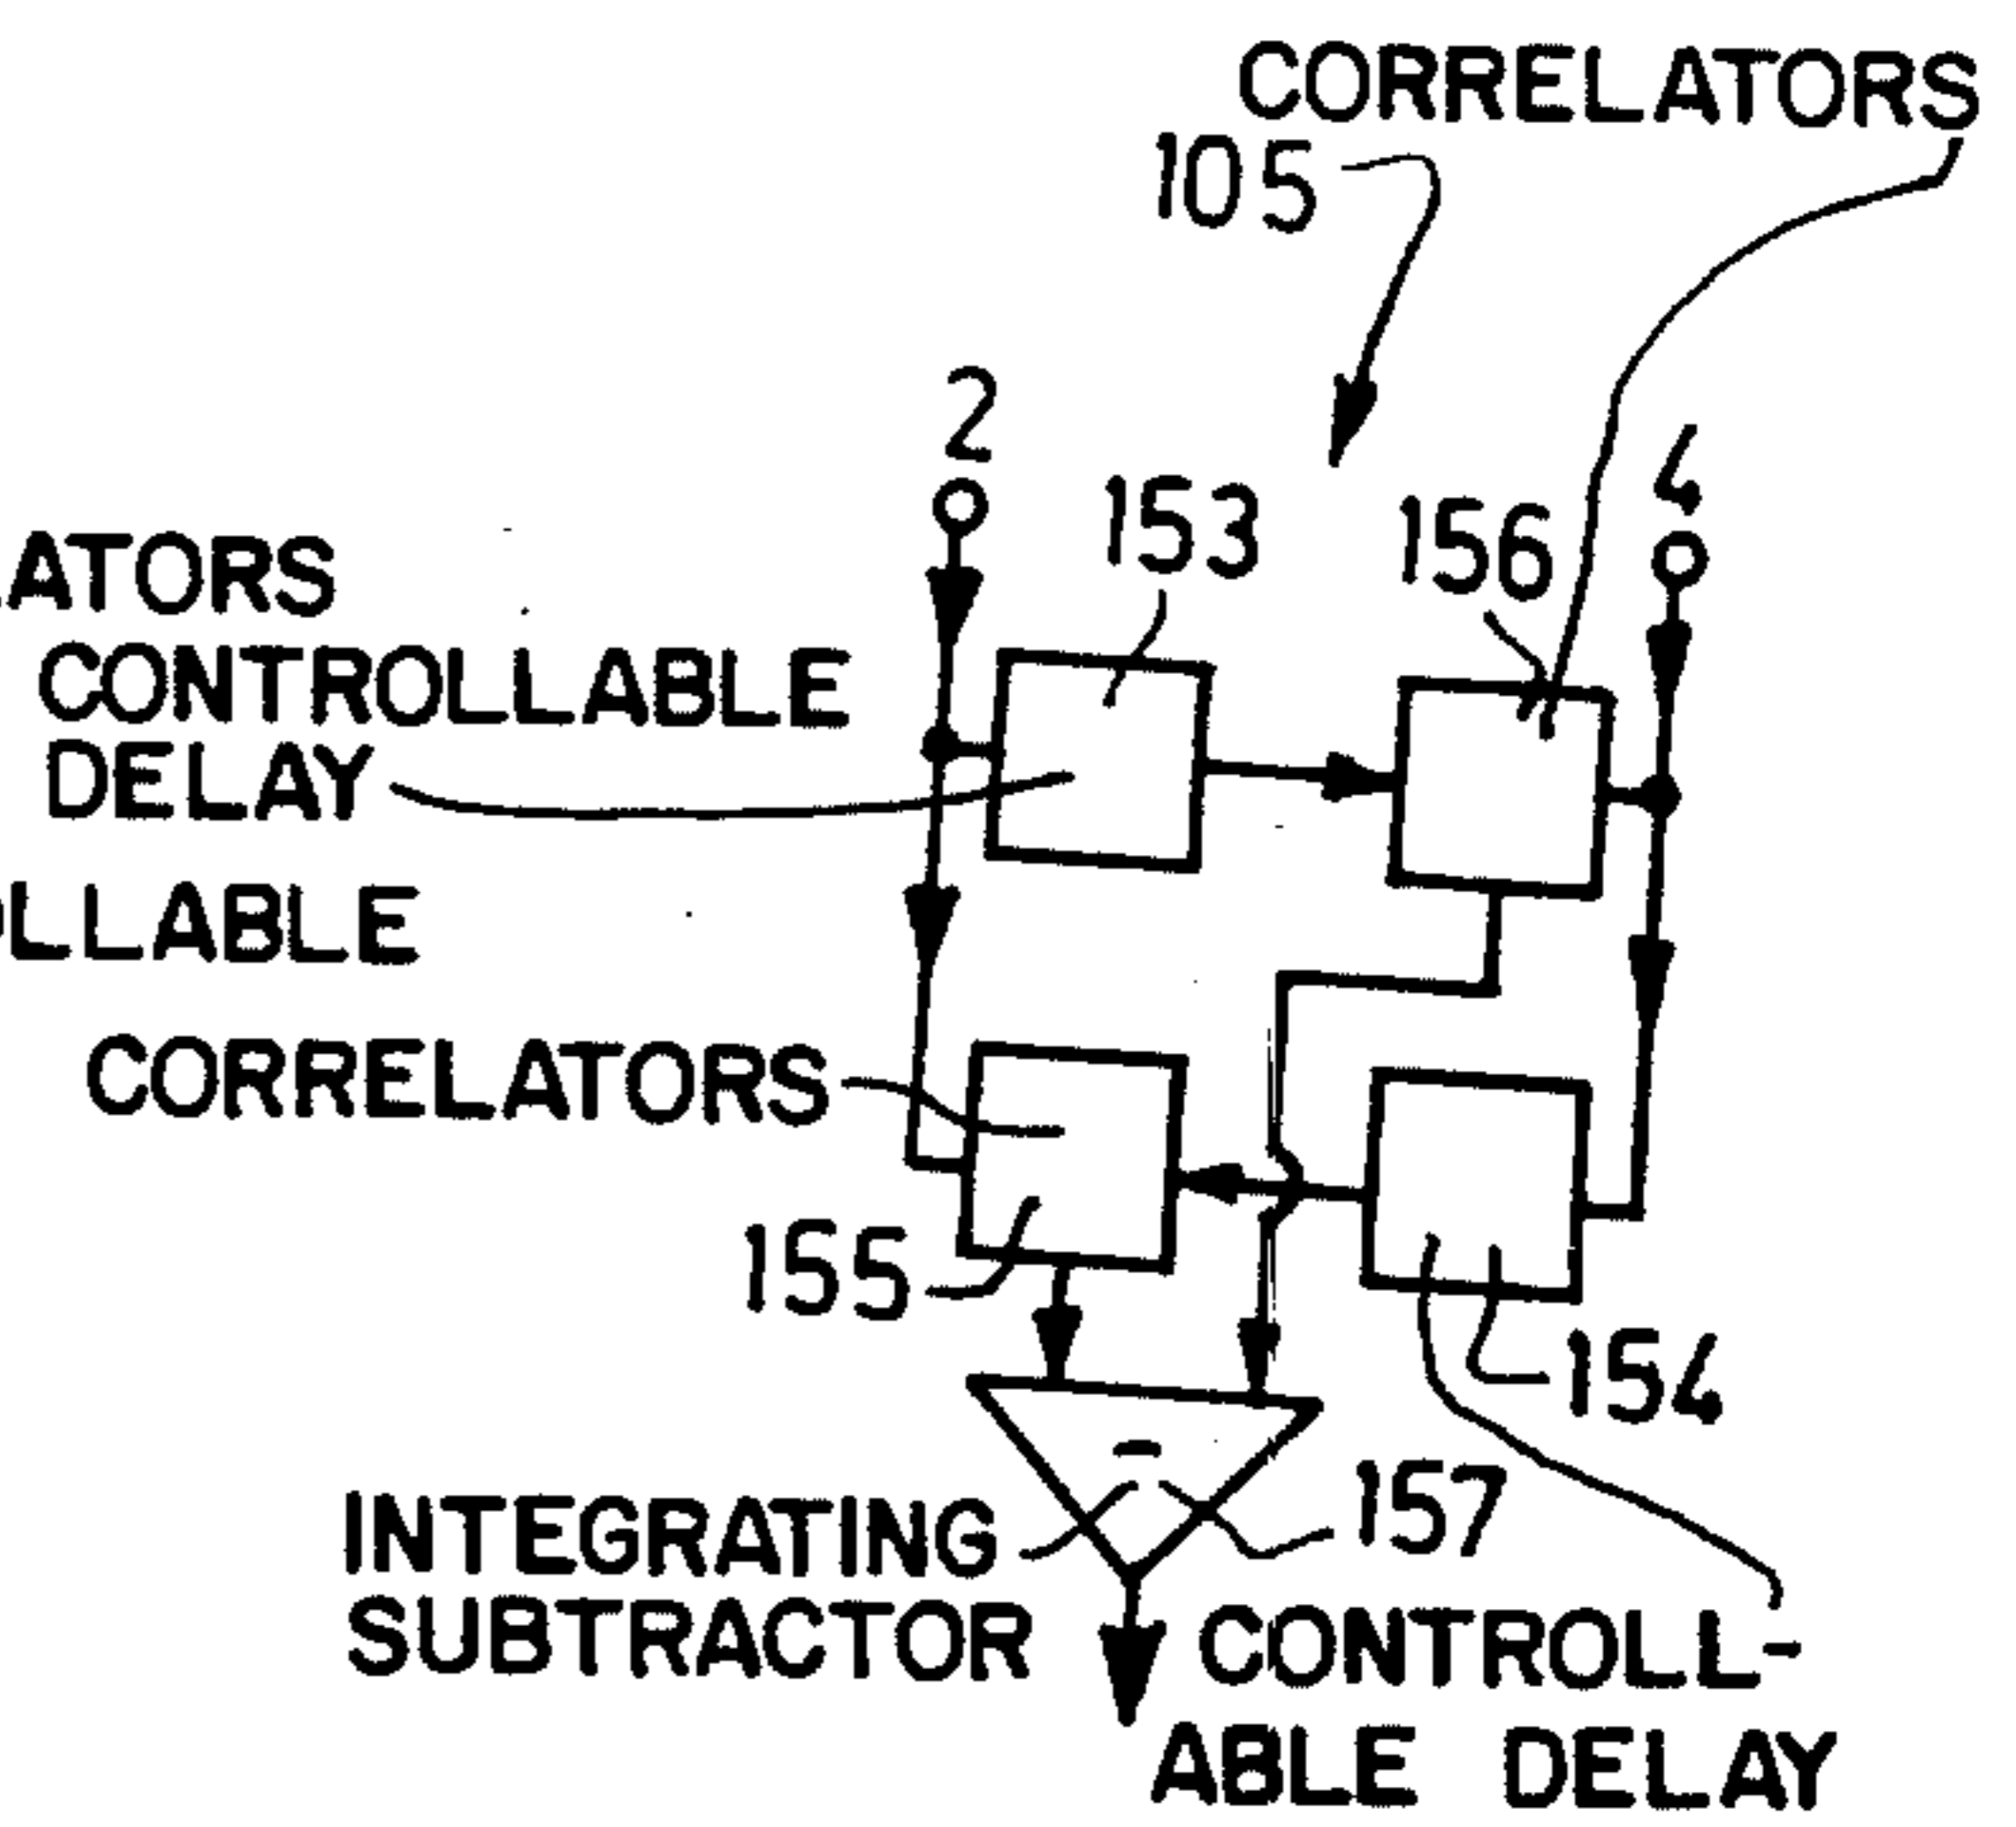 CORRELATORS
105
2
153
156
4
ATORS
CONTROLLABLE
DELAY
LLABLE
CORRELATORS
155
154
-
INTEGRATING
SUBTRACTOR
157
CONTROLL-
ABLE DELAY